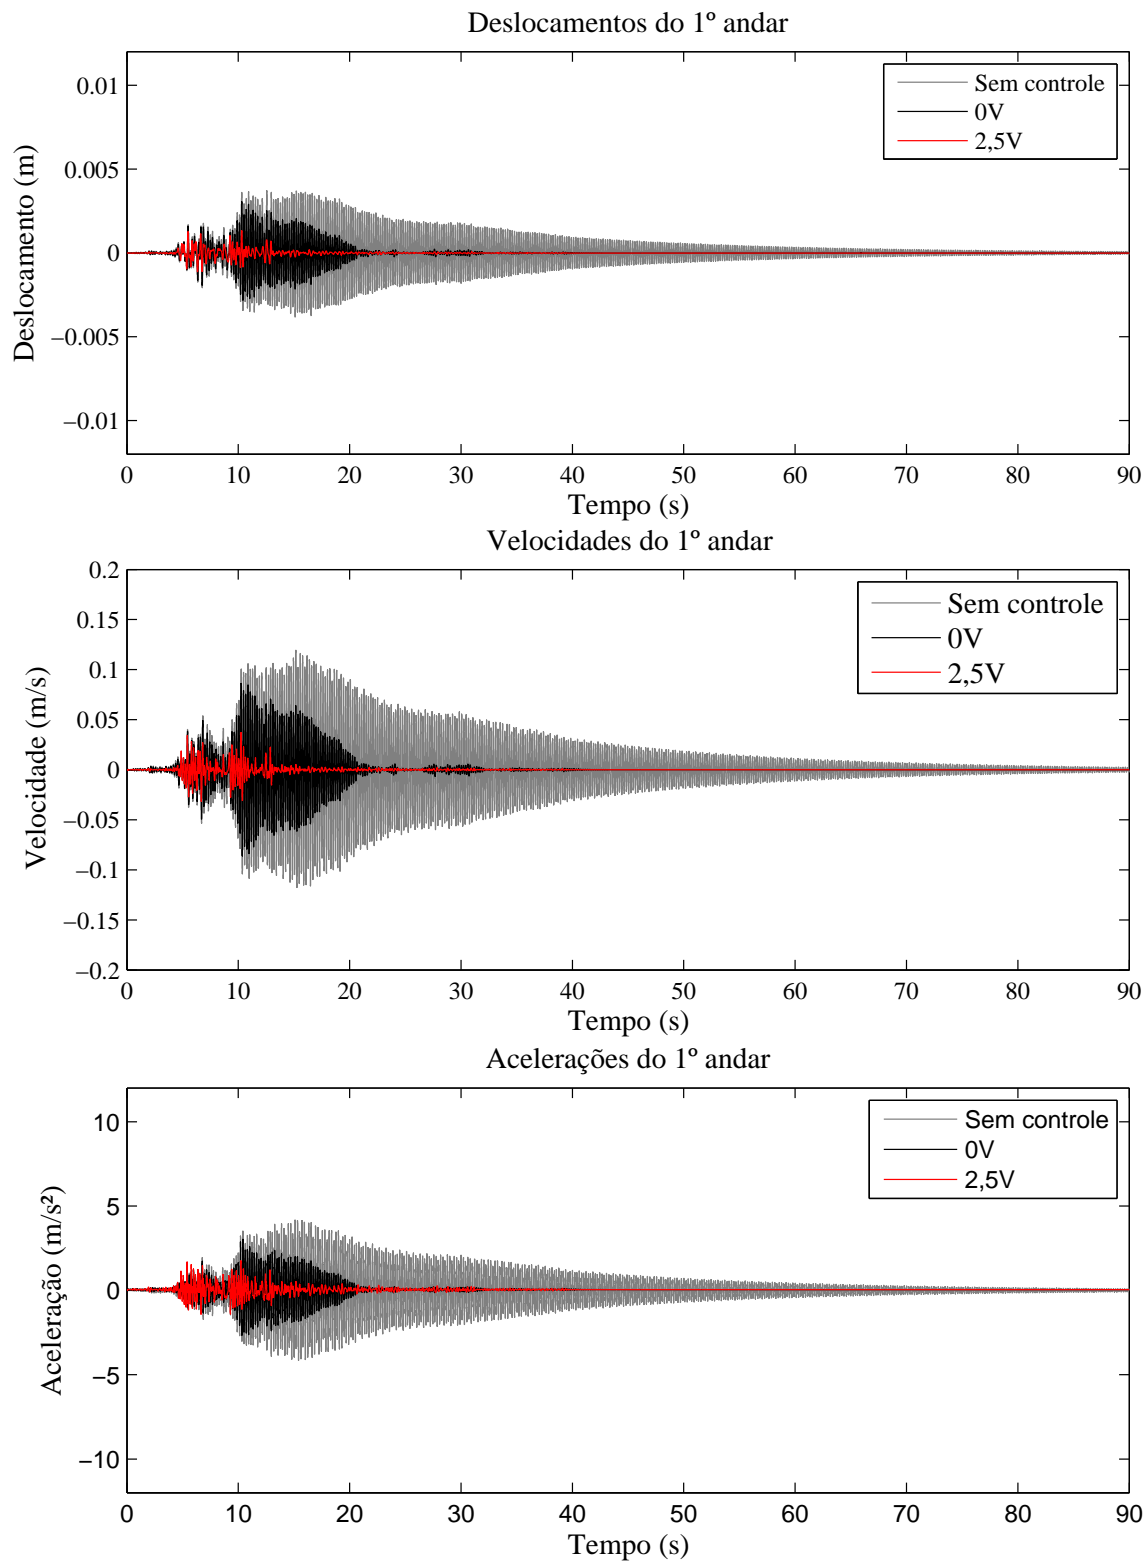 Deslocamentos do 1º andar
Deslocamento (m)
0.01
0.005
0
−0.005
−0.01
Sem controle
0V
2,5V
0 10 20 30 40 50 60 70 80 90
Tempo (s)
Velocidades do 1º andar
Velocidade (m/s)
0.2
0.15
0.1
0.05
0
−0.05
−0.1
−0.15
−0.2
Sem controle
0V
2,5V
0 10 20 30 40 50 60 70 80 90
Tempo (s)
Acelerações do 1º andar
Aceleração (m/s²)
10
5
0
−5
−10
Sem controle
0V
2,5V
0 10 20 30 40 50 60 70 80 90
Tempo (s)